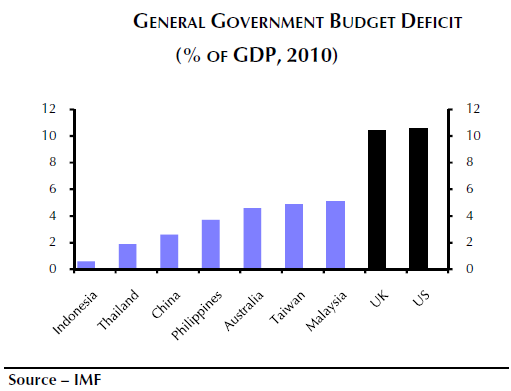 GENERAL GOVERNMENT BUDGET DEFICIT
(% OF GDP, 2010)
12 12
10 10
8 8
6 6
4 4
2 2
0 0
Indonesia
Thailand
China
Philippines
Australia
Taiwan
Malaysia
UK
US
Source – IMF